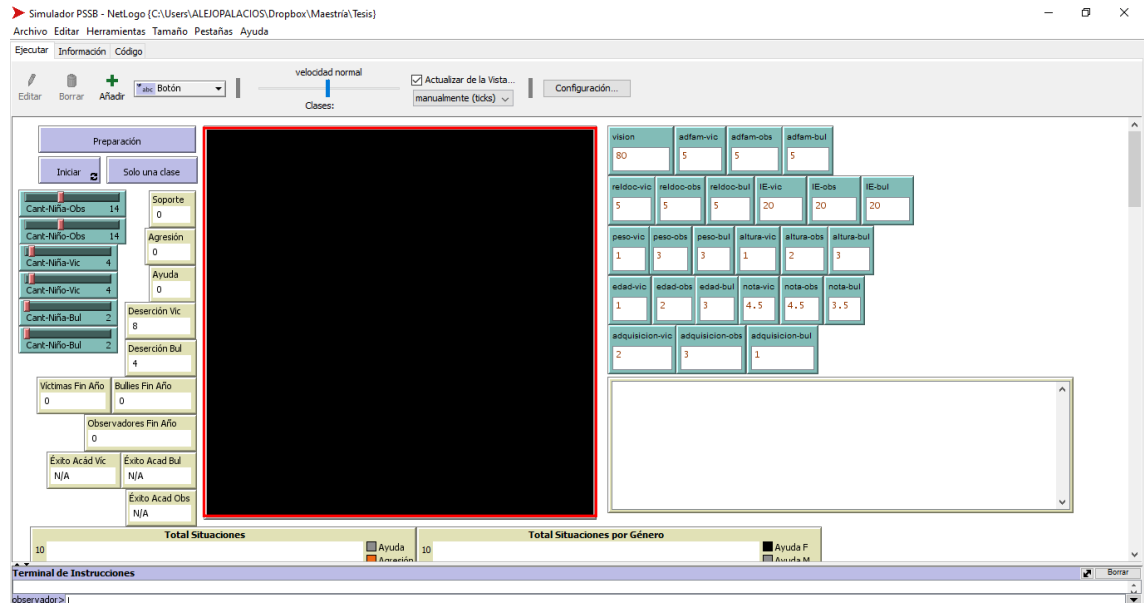 Simulador PSSB - NetLogo {C:\Users\ALEJOPALACIOS\Dropbox\Maestría\Tesis}
Archivo Editar Herramientas Tamaño Pestañas Ayuda
Ejecutar Información Código
velocidad normal
Editar Borrar Añadir abc Botón
Clases:
Actualizar de la Vista...
manualmente (ticks)
Configuración...
Preparación
Iniciar Solo una clase
Cant-Niña-Obs 14
Cant-Niño-Obs 14
Cant-Niña-Vic 4
Cant-Niño-Vic 4
Cant-Niña-Bul 2
Cant-Niño-Bul 2
Soporte
0
Agresión
0
Ayuda
0
Deserción Vic
8
Deserción Bul
4
Víctimas Fin Año Bullies Fin Año
0 0
Observadores Fin Año
0
Éxito Acád Vic Éxito Acad Bul
N/A N/A
Éxito Acad Obs
N/A
vision adfam-vic adfam-obs adfam-bul
80 5 5 5
reldoc-vic reldoc-obs reldoc-bul IE-vic IE-obs IE-bul
5 5 5 20 20 20
peso-vic peso-obs peso-bul altura-vic altura-obs altura-bul
1 3 3 1 2 3
edad-vic edad-obs edad-bul nota-vic nota-obs nota-bul
1 2 3 4.5 4.5 3.5
adquisicion-vic adquisicion-obs adquisicion-bul
2 3 1
Total Situaciones
10
Ayuda
Agresión
Total Situaciones por Género
10
Ayuda F
Ayuda M
Terminal de Instrucciones Borrar
observador>